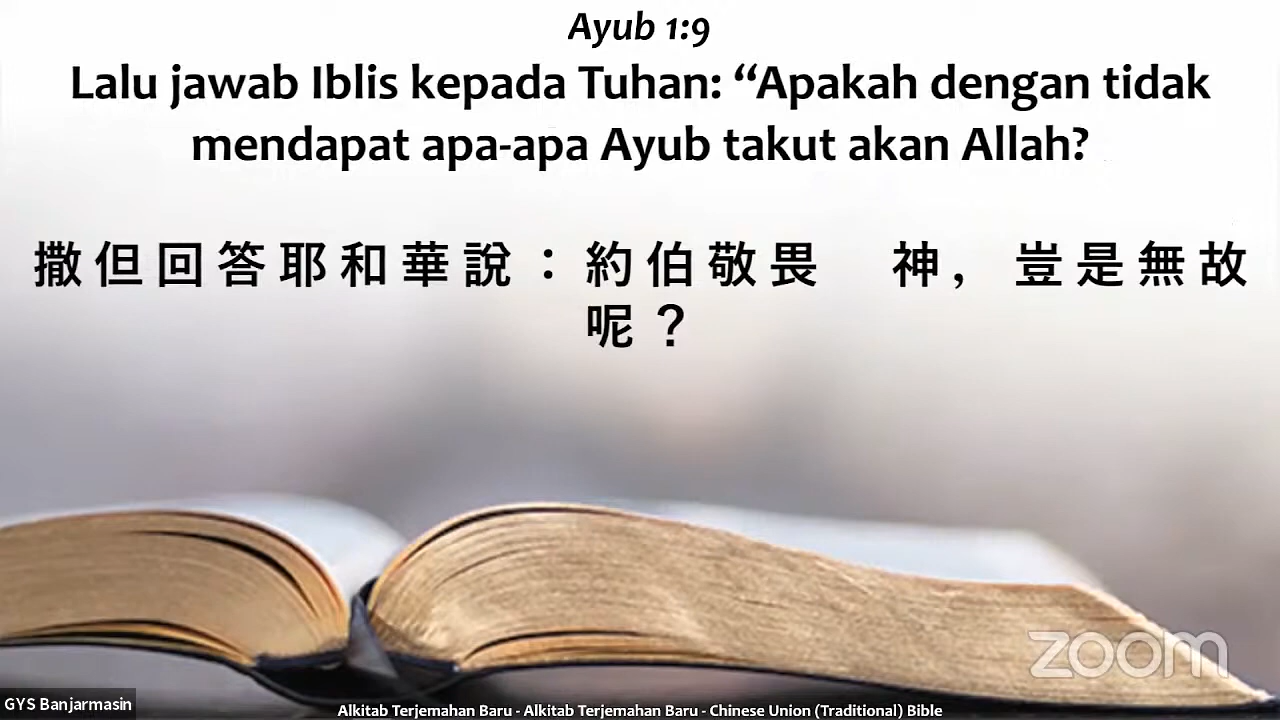 Ayub 1:9
Lalu jawab Iblis kepada Tuhan: “Apakah dengan tidak
mendapat apa-apa Ayub takut akan Allah?
撒但回答耶和華說：約伯敬畏　神，豈是無故
呢？
zoom
GYS Banjarmasin
Alkitab Terjemahan Baru - Alkitab Terjemahan Baru - Chinese Union (Traditional) Bible